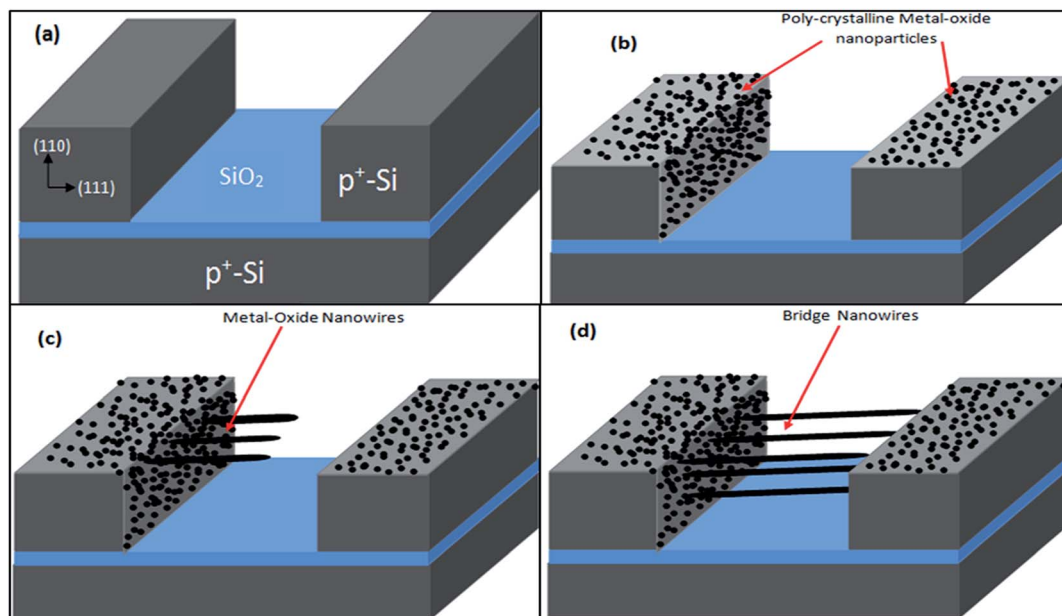 (a)
(110)
(111)
SiO₂
p⁺-Si
p⁺-Si
(b)
Poly-crystalline Metal-oxide
nanoparticles
(c)
Metal-Oxide Nanowires
(d)
Bridge Nanowires